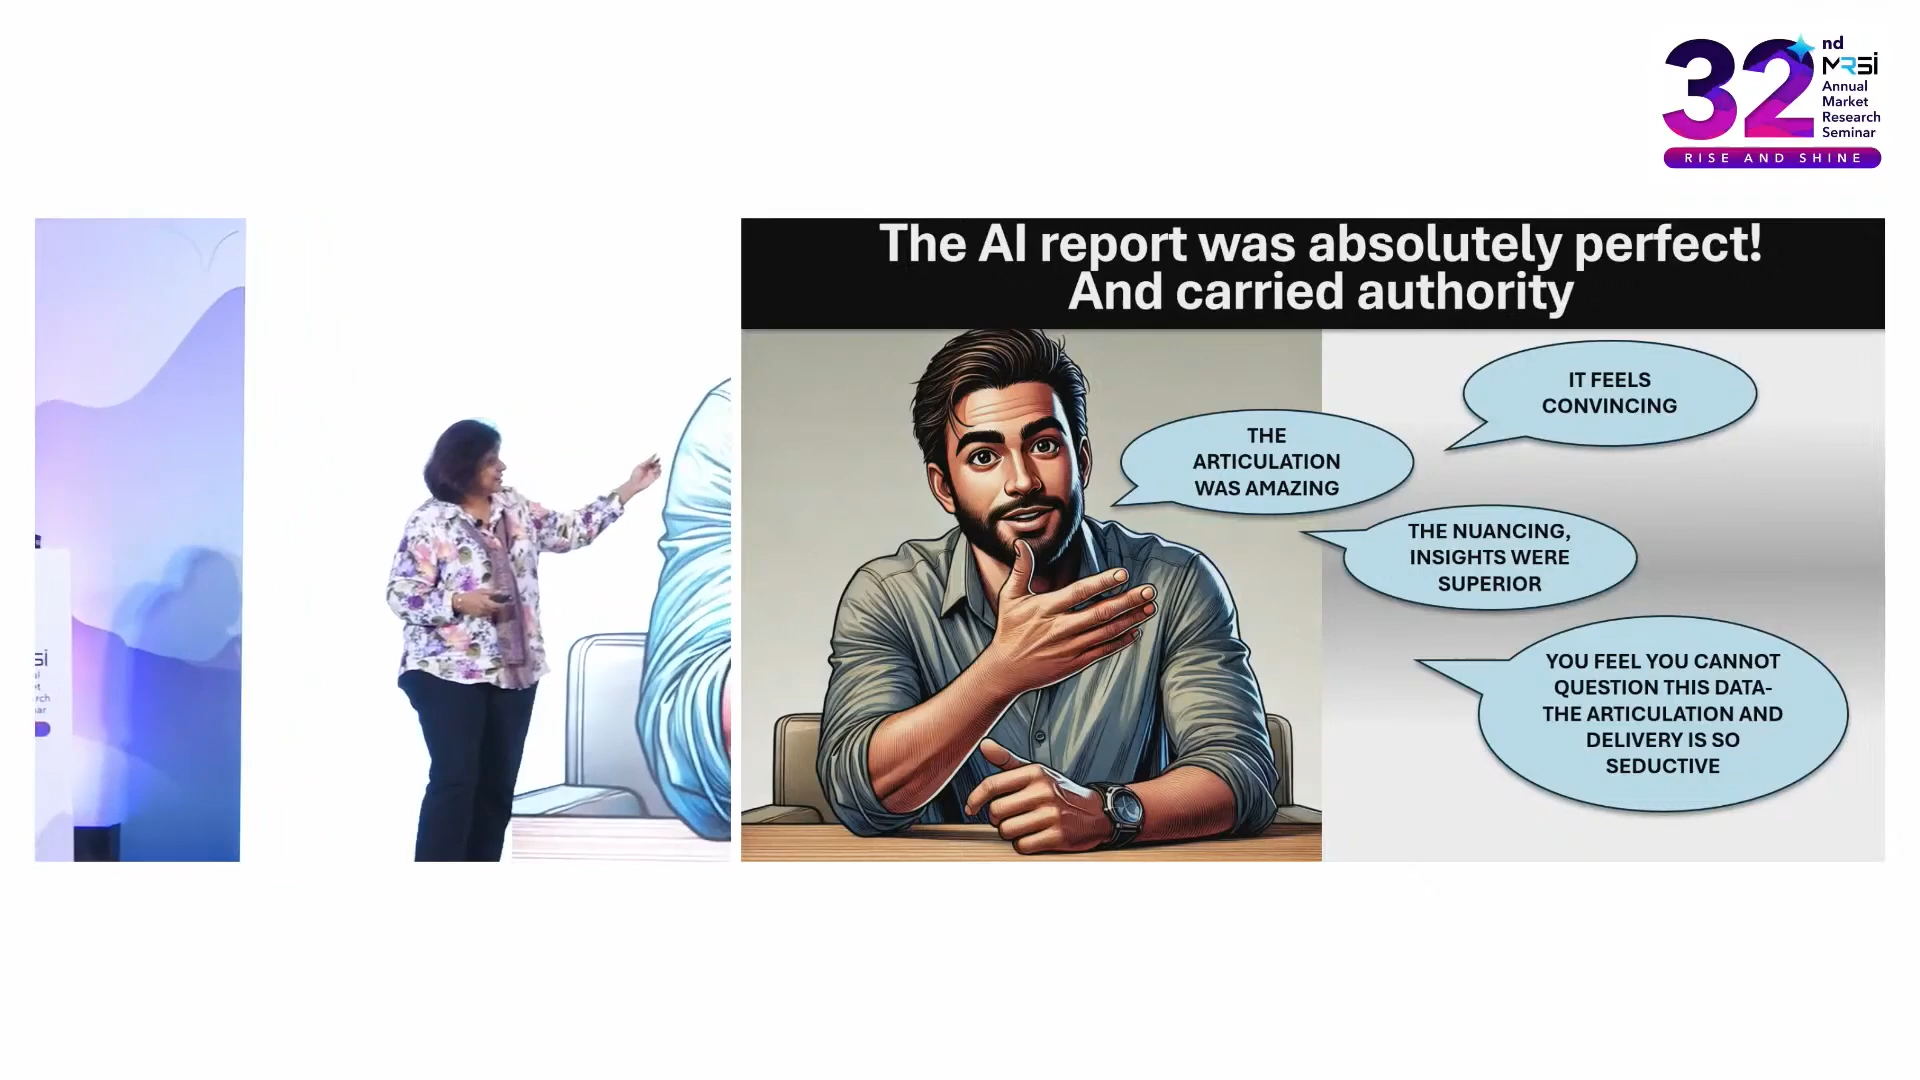 32nd
MRSi
Annual
Market
Research
Seminar
RISE AND SHINE
The AI report was absolutely perfect!
And carried authority
IT FEELS
CONVINCING
THE
ARTICULATION
WAS AMAZING
THE NUANCING,
INSIGHTS WERE
SUPERIOR
YOU FEEL YOU CANNOT
QUESTION THIS DATA-
THE ARTICULATION AND
DELIVERY IS SO
SEDUCTIVE